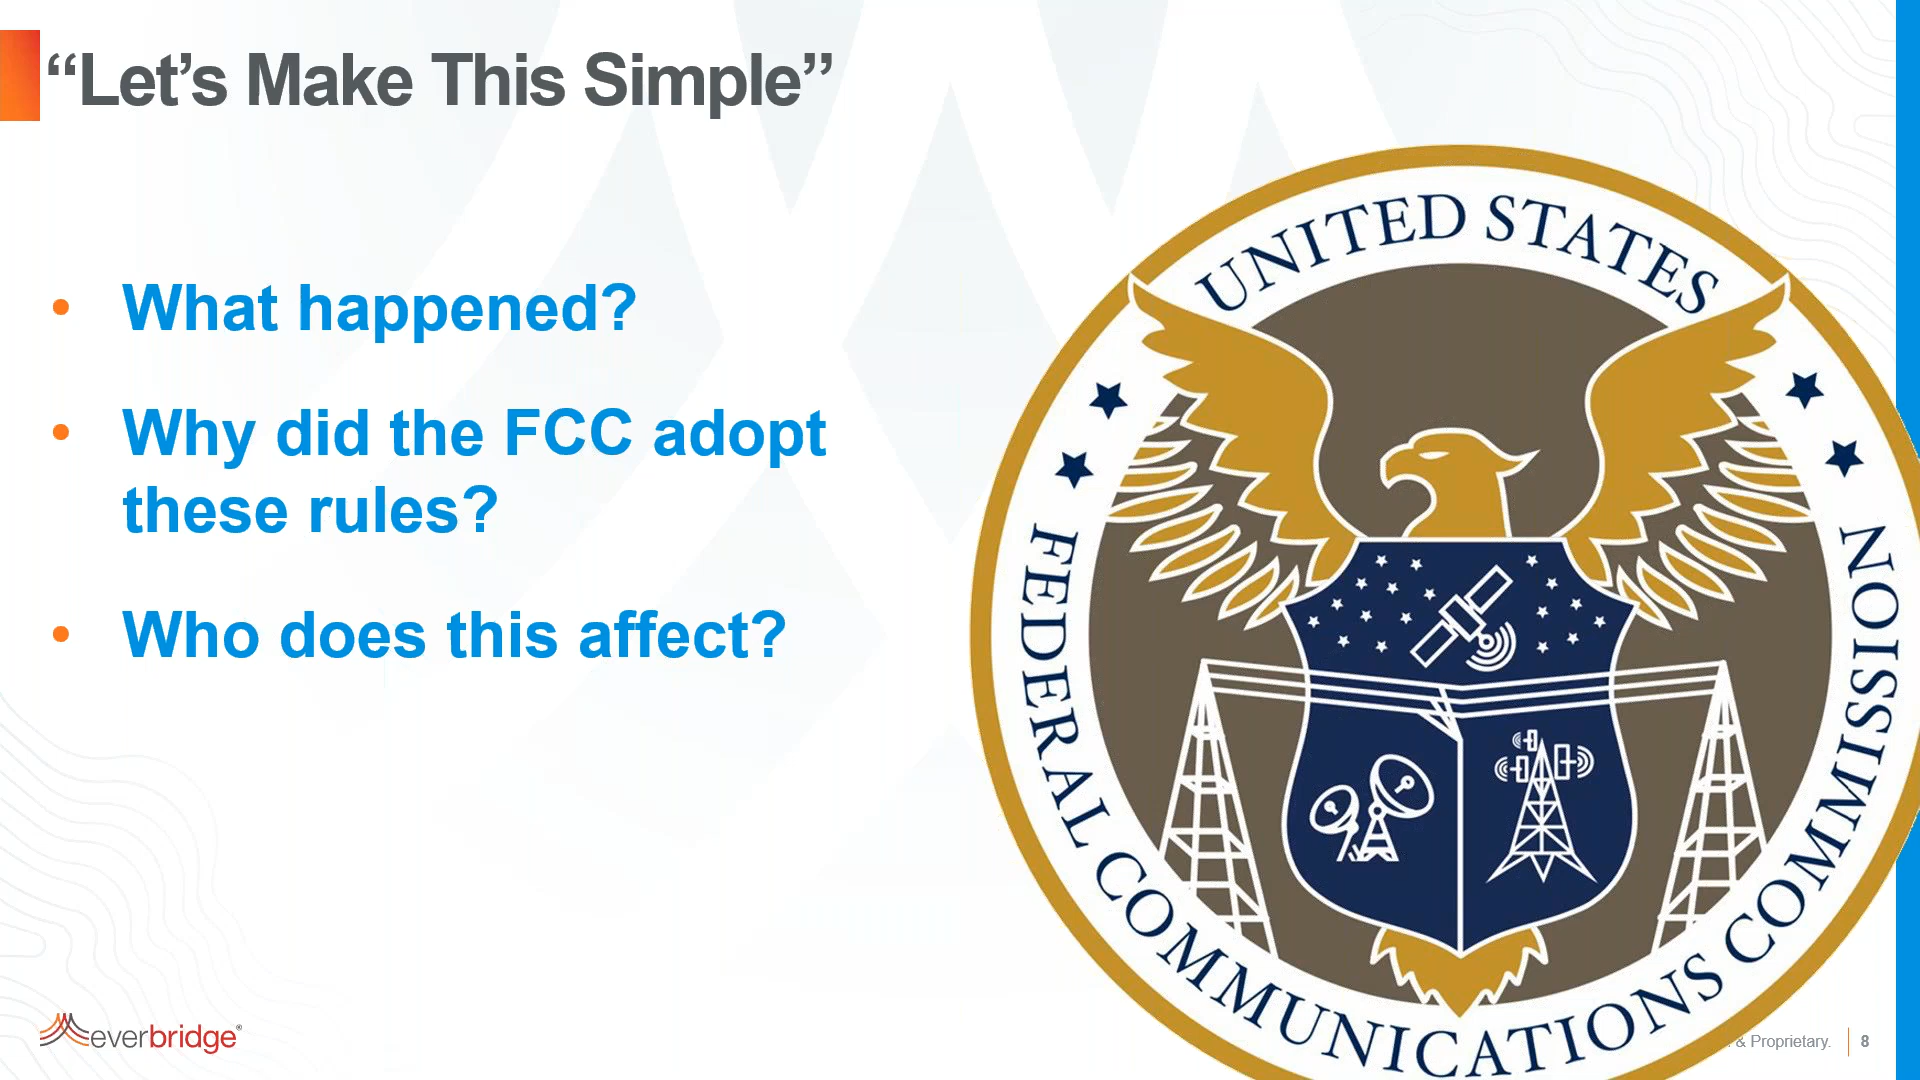 “Let’s Make This Simple”
• What happened?
• Why did the FCC adopt
these rules?
• Who does this affect?
UNITED STATES
FEDERAL COMMUNICATIONS COMMISSION
everbridge®
& Proprietary.
8